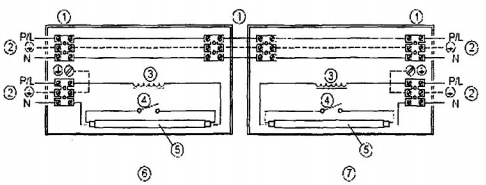 ① ① ①
P/L P/L
② ②
N N
③ ③
P/L P/L
② ④ ④ ②
N N
⑤ ⑤
⑥ ⑦